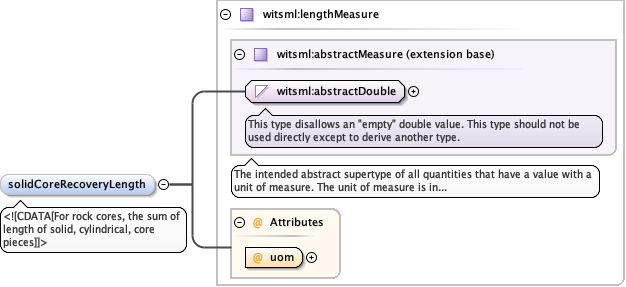 witsml:lengthMeasure
witsml:abstractMeasure (extension base)
witsml:abstractDouble
This type disallows an "empty" double value. This type should not be
used directly except to derive another type.
The intended abstract supertype of all quantities that have a value with a
unit of measure. The unit of measure is in...
solidCoreRecoveryLength
<![CDATA[For rock cores, the sum of
length of solid, cylindrical, core
pieces]]>
@ Attributes
@ uom